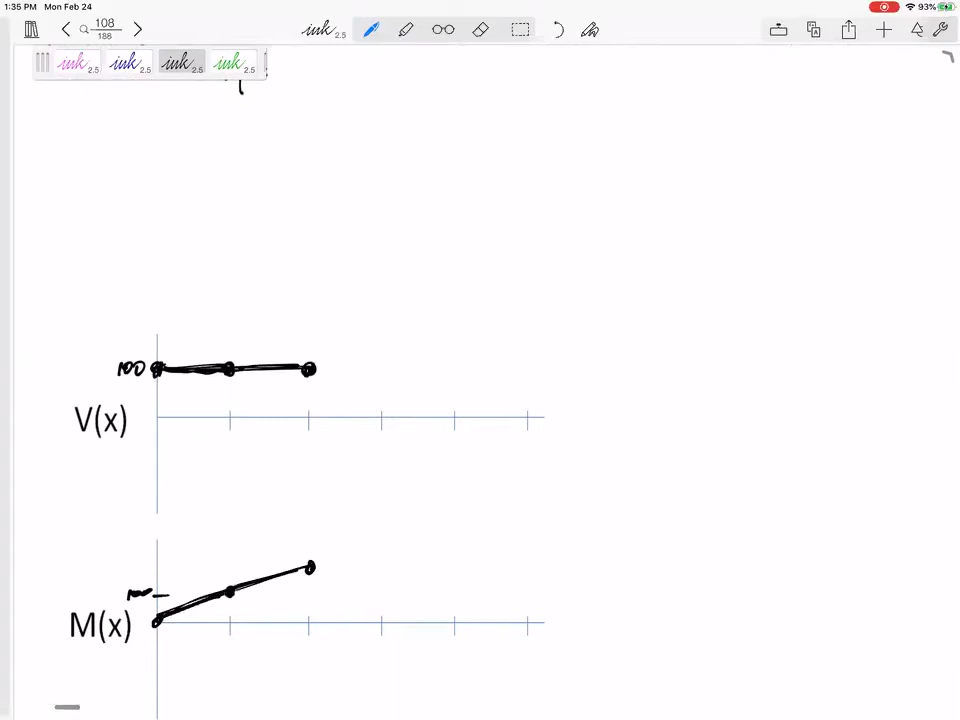 1:35 PM Mon Feb 24 93%
108
188
ink 2.5
ink 2.5 ink 2.5 ink 2.5 ink 2.5
100
V(x)
100
M(x)